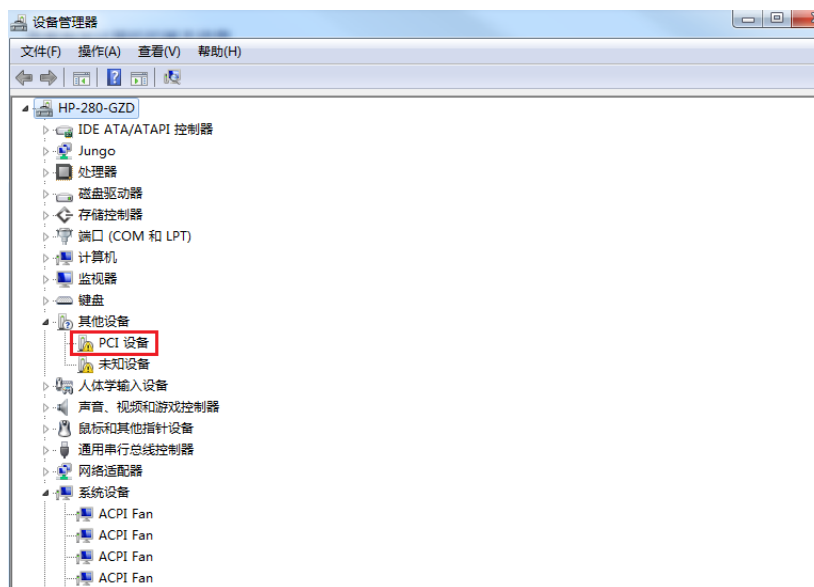 设备管理器
文件(F) 操作(A) 查看(V) 帮助(H)
HP-280-GZD
IDE ATA/ATAPI 控制器
Jungo
处理器
磁盘驱动器
存储控制器
端口 (COM 和 LPT)
计算机
监视器
键盘
其他设备
PCI 设备
未知设备
人体学输入设备
声音、视频和游戏控制器
鼠标和其他指针设备
通用串行总线控制器
网络适配器
系统设备
ACPI Fan
ACPI Fan
ACPI Fan
ACPI Fan